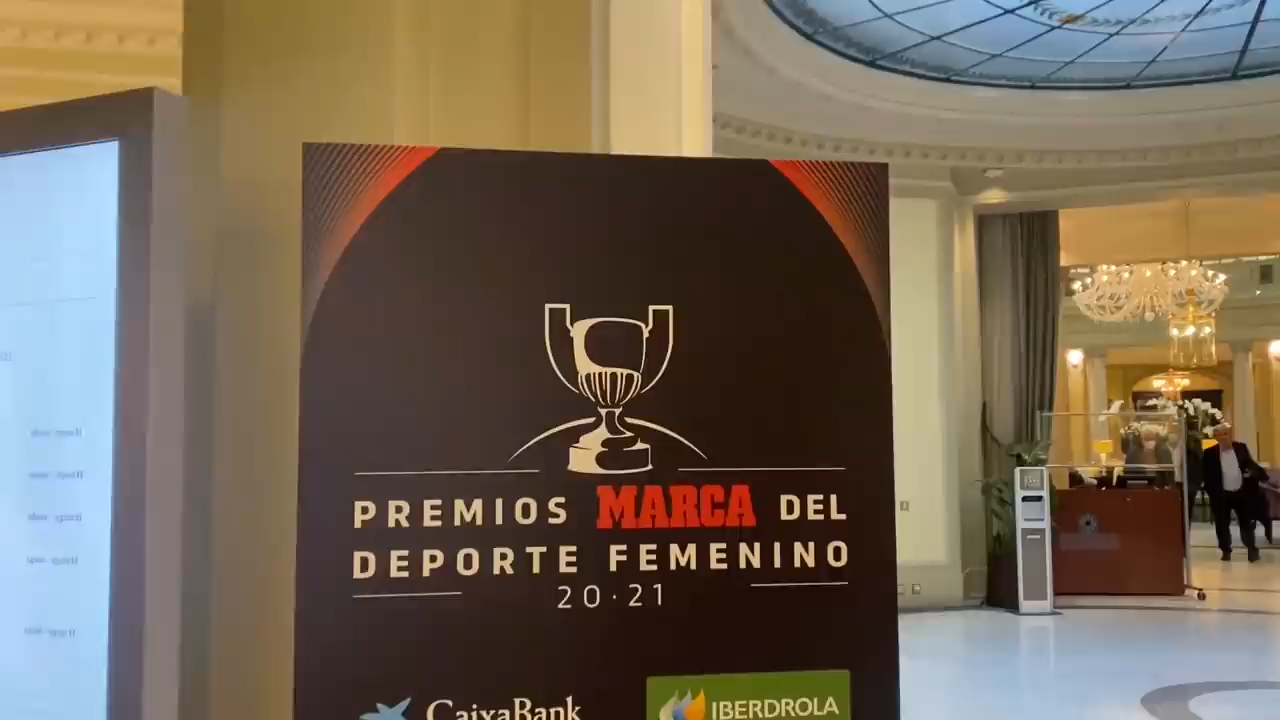 PREMIOS MARCA DEL
DEPORTE FEMENINO
20·21
CaixaBank
IBERDROLA